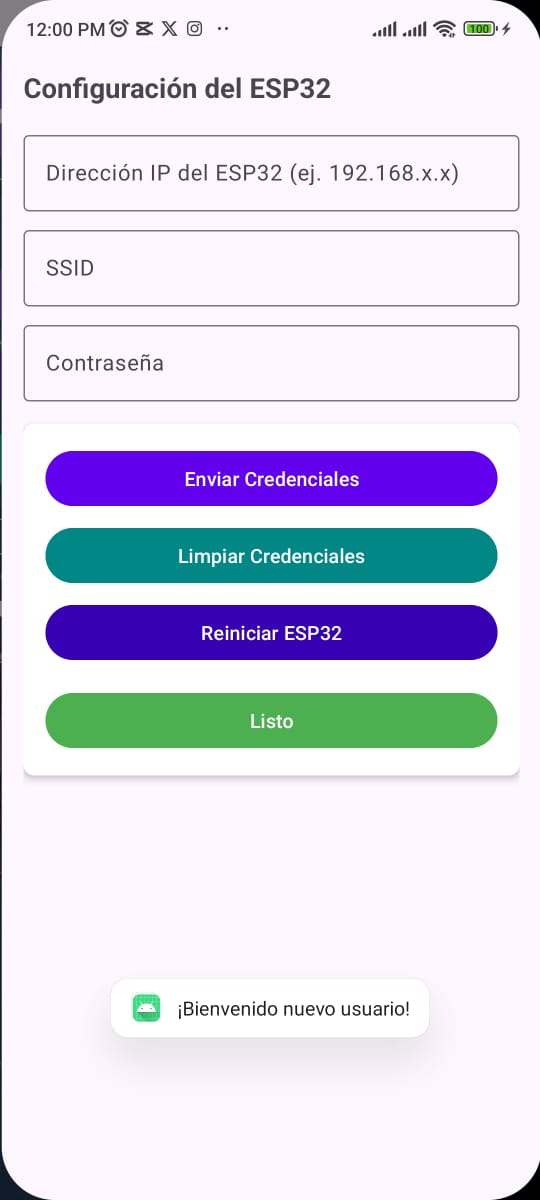 12:00 PM
100
Configuración del ESP32
Dirección IP del ESP32 (ej. 192.168.x.x)
SSID
Contraseña
Enviar Credenciales
Limpiar Credenciales
Reiniciar ESP32
Listo
¡Bienvenido nuevo usuario!